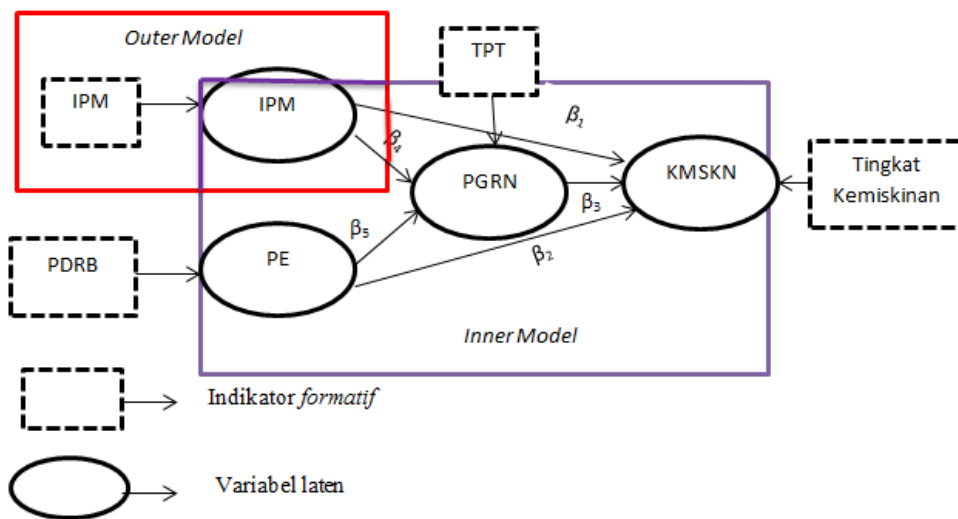 Outer Model
TPT
IPM
IPM
β1
β4
PGRN
KMSKN
Tingkat
Kemiskinan
β3
β5
PDRB
PE
β2
Inner Model
Indikator formatif
Variabel laten